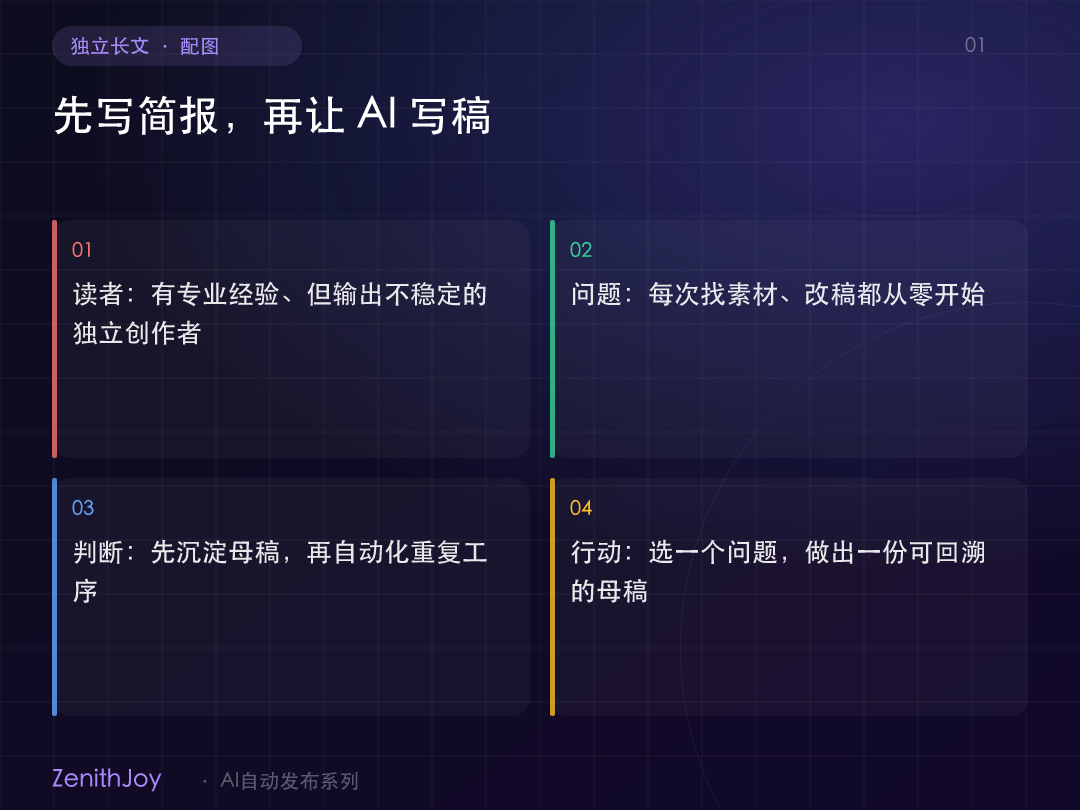 独立长文 · 配图
01
先写简报，再让 AI 写稿
01
读者：有专业经验、但输出不稳定的
独立创作者
02
问题：每次找素材、改稿都从零开始
03
判断：先沉淀母稿，再自动化重复工
序
04
行动：选一个问题，做出一份可回溯
的母稿
ZenithJoy · AI自动发布系列